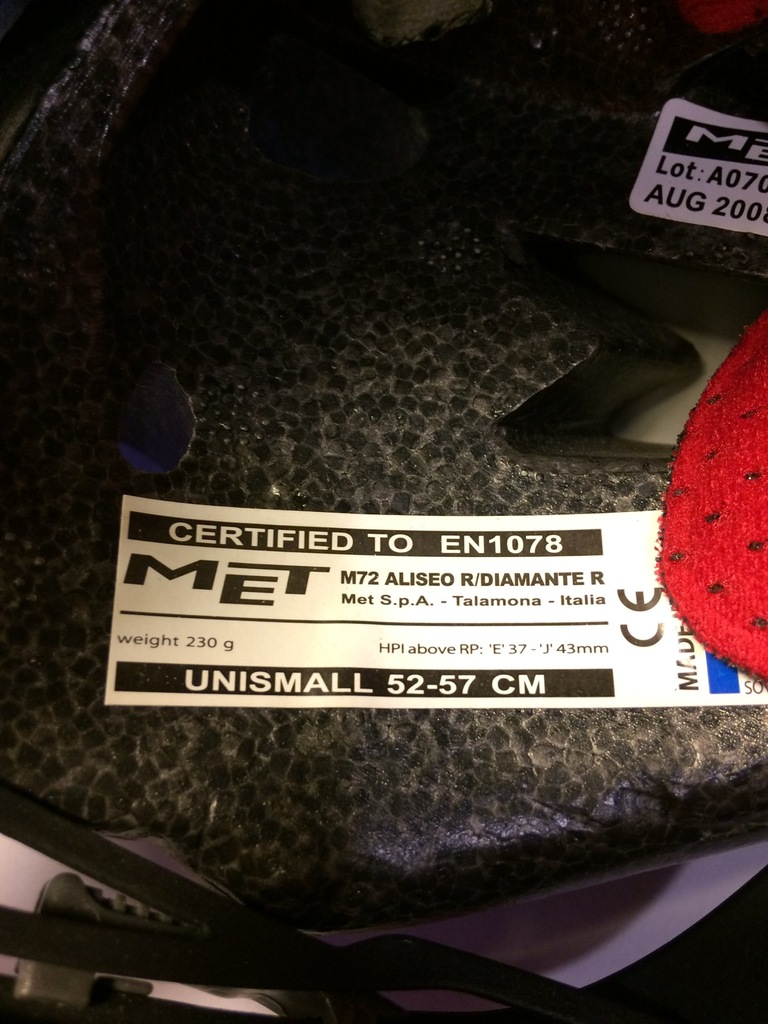 MET
Lot: A070
AUG 2008
CERTIFIED TO EN1078
MET
M72 ALISEO R/DIAMANTE R
Met S.p.A. - Talamona - Italia
CE
weight 230 g
HPI above RP: 'E' 37 - 'J' 43mm
UNISMALL 52-57 CM
MADE